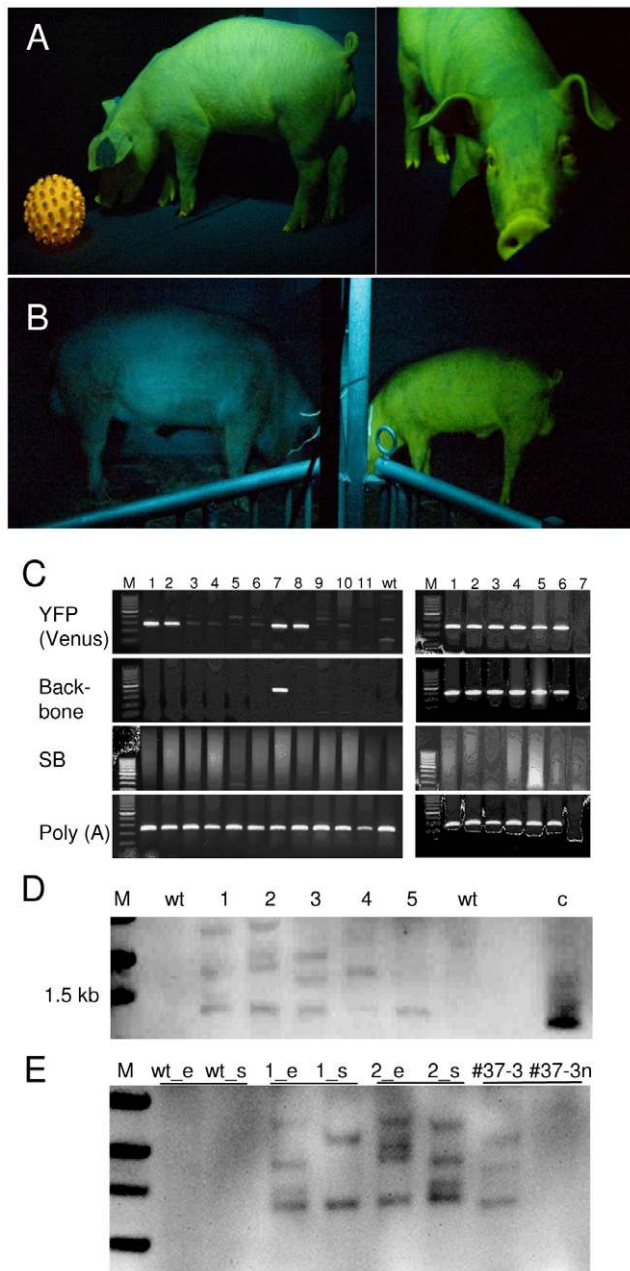 A
B
C
M 1 2 3 4 5 6 7 8 9 10 11 wt
M 1 2 3 4 5 6 7
YFP
(Venus)
Back-
bone
SB
Poly (A)
D
M wt 1 2 3 4 5 wt c
1.5 kb
E
M wt_e wt_s 1_e 1_s 2_e 2_s #37-3 #37-3n